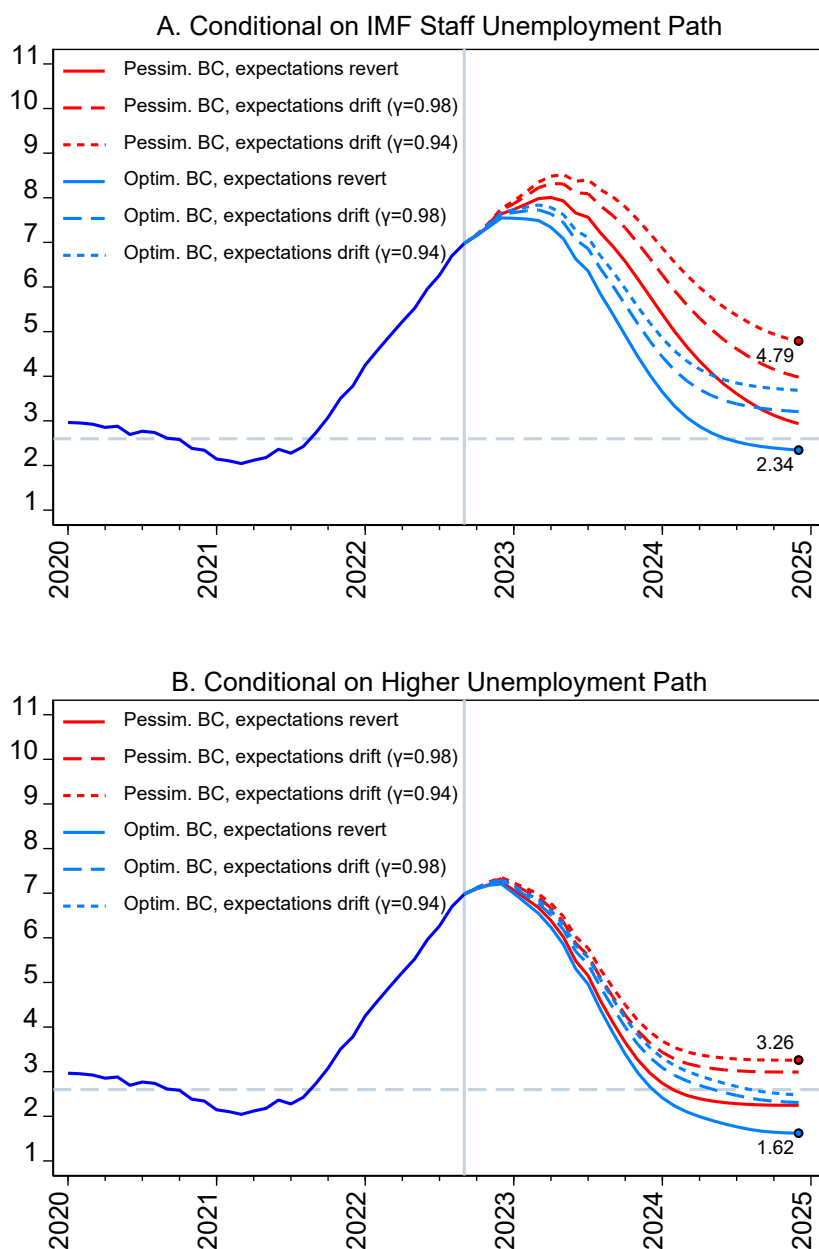 A. Conditional on IMF Staff Unemployment Path
11
10
9
8
7
6
5
4
3
2
1
Pessim. BC, expectations revert
Pessim. BC, expectations drift (γ=0.98)
Pessim. BC, expectations drift (γ=0.94)
Optim. BC, expectations revert
Optim. BC, expectations drift (γ=0.98)
Optim. BC, expectations drift (γ=0.94)
4.79
2.34
2020
2021
2022
2023
2024
2025
B. Conditional on Higher Unemployment Path
11
10
9
8
7
6
5
4
3
2
1
Pessim. BC, expectations revert
Pessim. BC, expectations drift (γ=0.98)
Pessim. BC, expectations drift (γ=0.94)
Optim. BC, expectations revert
Optim. BC, expectations drift (γ=0.98)
Optim. BC, expectations drift (γ=0.94)
3.26
1.62
2020
2021
2022
2023
2024
2025